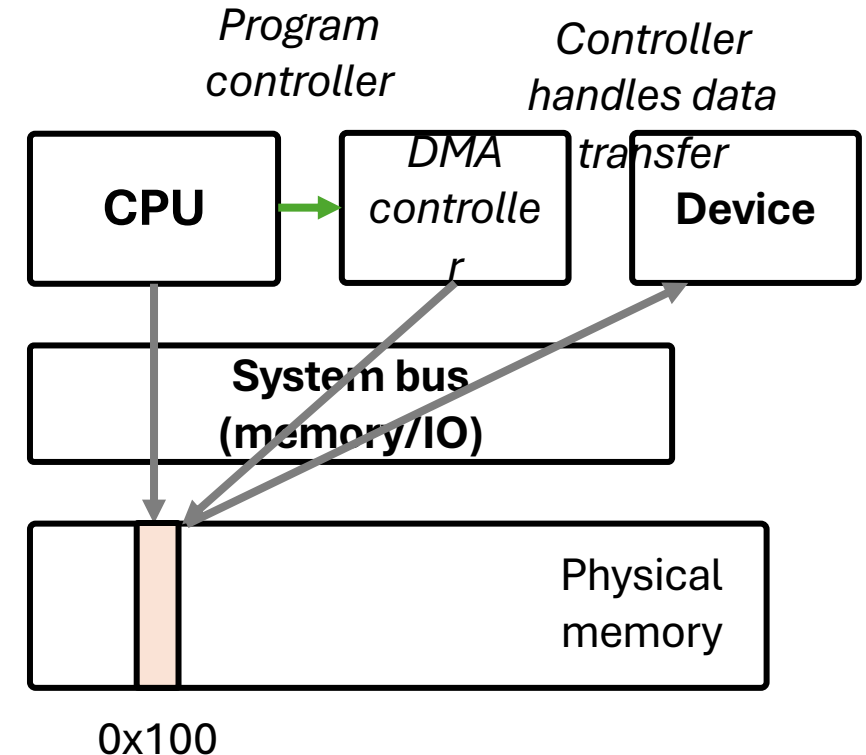 Program
controller
Controller
handles data
transfer
CPU
DMA
controlle
r
Device
System bus
(memory/IO)
Physical
memory
0x100